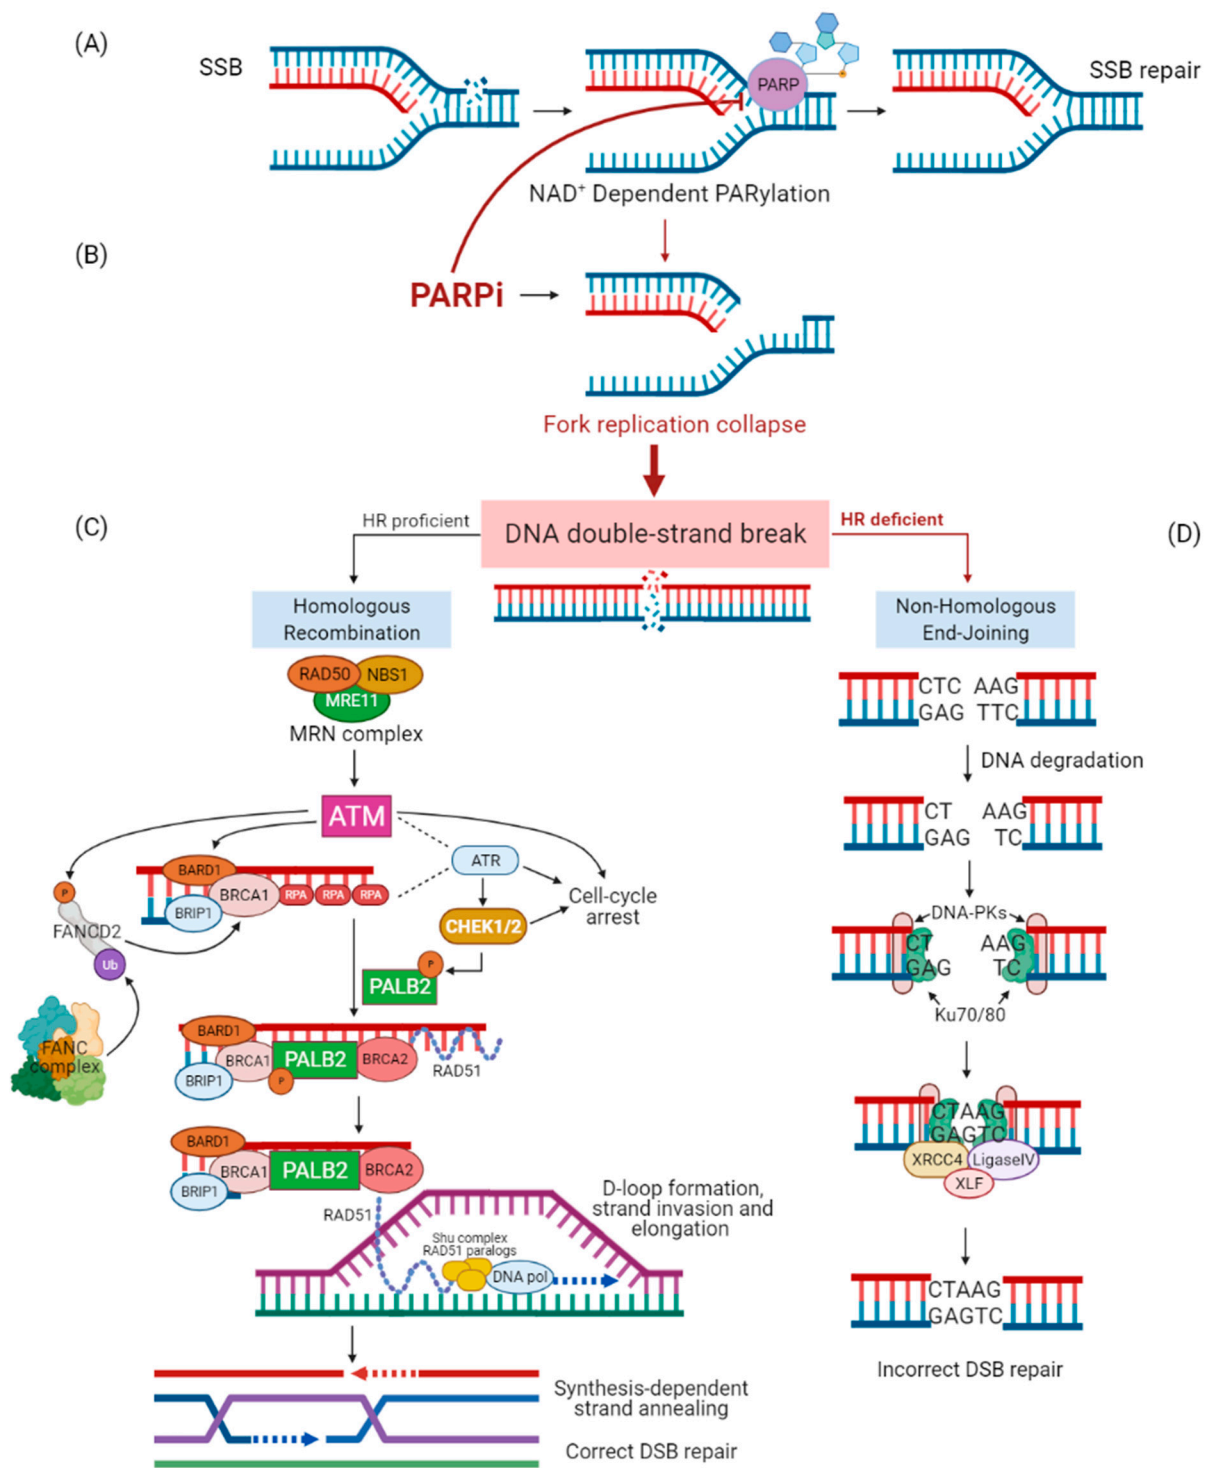 (A)
SSB
PARP
SSB repair
NAD+ Dependent PARylation
(B)
PARPi
Fork replication collapse
(C)
HR proficient
DNA double-strand break
HR deficient
(D)
Homologous
Recombination
Non-Homologous
End-Joining
RAD50
NBS1
MRE11
MRN complex
CTC AAG
GAG TTC
DNA degradation
ATM
CT AAG
GAG TC
BARD1
BRCA1
RPA
RPA
RPA
BRIP1
ATR
Cell-cycle
arrest
CHEK1/2
P
FANCD2
Ub
P
PALB2
FANC
complex
DNA-PKs
CT AAG
GAG TC
Ku70/80
BARD1
BRCA1
PALB2
BRCA2
P
BRIP1
RAD51
CTAAG
GAGTC
XRCC4
LigaseIV
XLF
BARD1
BRCA1
PALB2
BRCA2
BRIP1
RAD51
D-loop formation,
strand invasion and
elongation
Shu complex
RAD51 paralogs
DNA pol
CTAAG
GAGTC
Incorrect DSB repair
Synthesis-dependent
strand annealing
Correct DSB repair